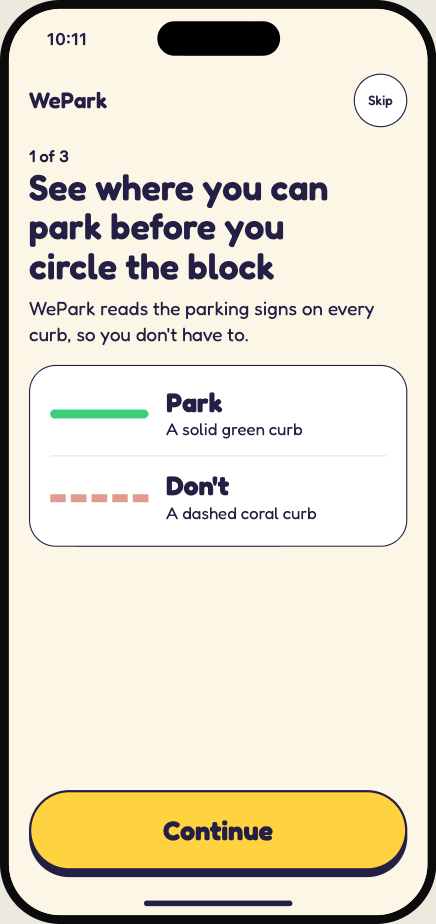 10:11
WePark
Skip
1 of 3
See where you can
park before you
circle the block
WePark reads the parking signs on every
curb, so you don't have to.
Park
A solid green curb
Don't
A dashed coral curb
Continue